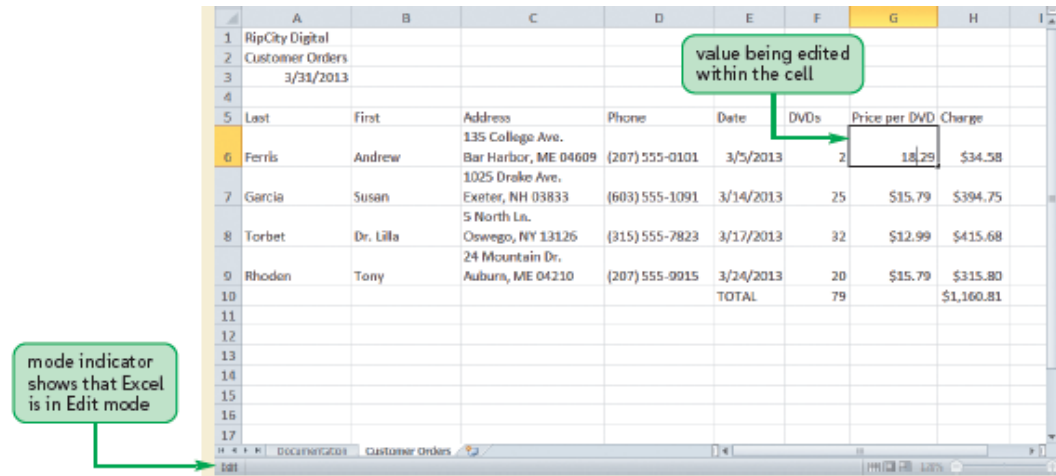 A B C D E F G H I
1 RipCity Digital
2 Customer Orders
3 3/31/2013
4
value being edited
within the cell
5 Last First Address Phone Date DVDs Price per DVD Charge
135 College Ave.
6 Ferris Andrew Bar Harbor, ME 04609 (207) 555-0101 3/5/2013 2 18.29 $34.58
1025 Drake Ave.
7 Garcia Susan Exeter, NH 03833 (603) 555-1091 3/14/2013 25 $15.79 $394.75
5 North Ln.
8 Torbet Dr. Lilla Oswego, NY 13126 (315) 555-7823 3/17/2013 32 $12.99 $415.68
24 Mountain Dr.
9 Rhoden Tony Auburn, ME 04210 (207) 555-9915 3/24/2013 20 $15.79 $315.80
10 TOTAL 79 $1,160.81
11
12
13
14
15
16
17
mode indicator
shows that Excel
is in Edit mode
Documentation Customer Orders
Edit